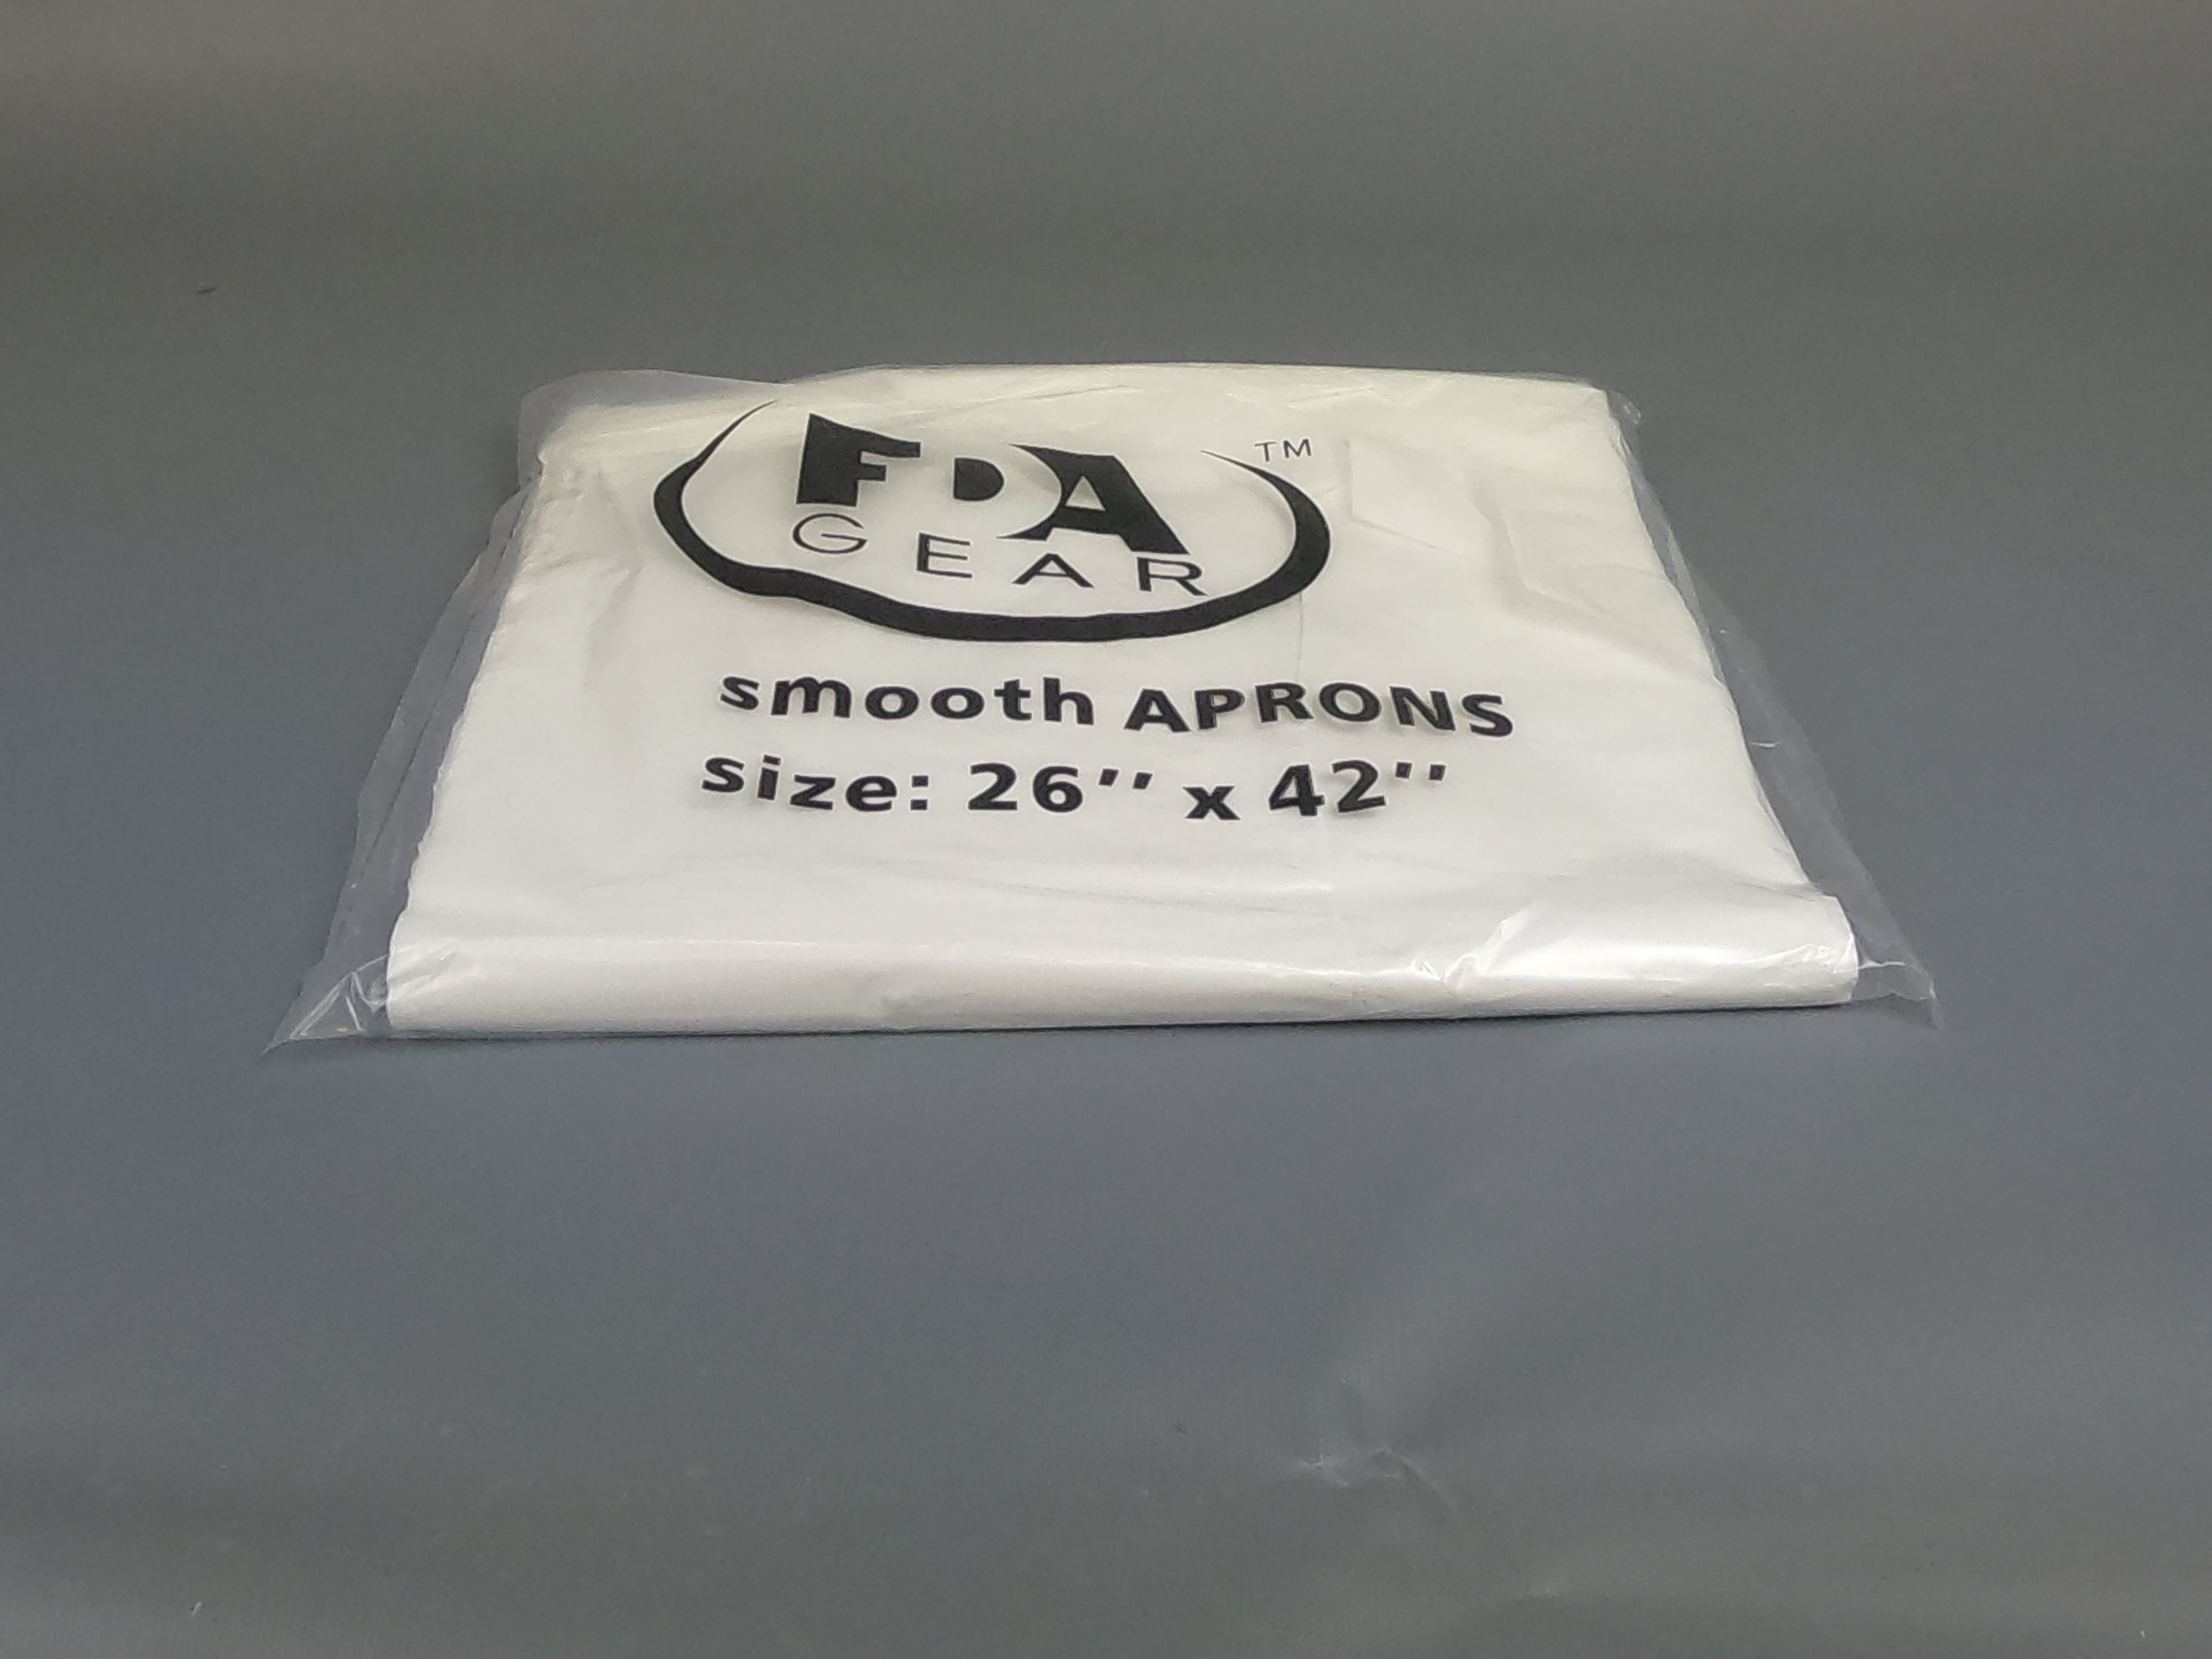 FDA ™
GEAR
smooth APRONS
size: 26'' x 42''